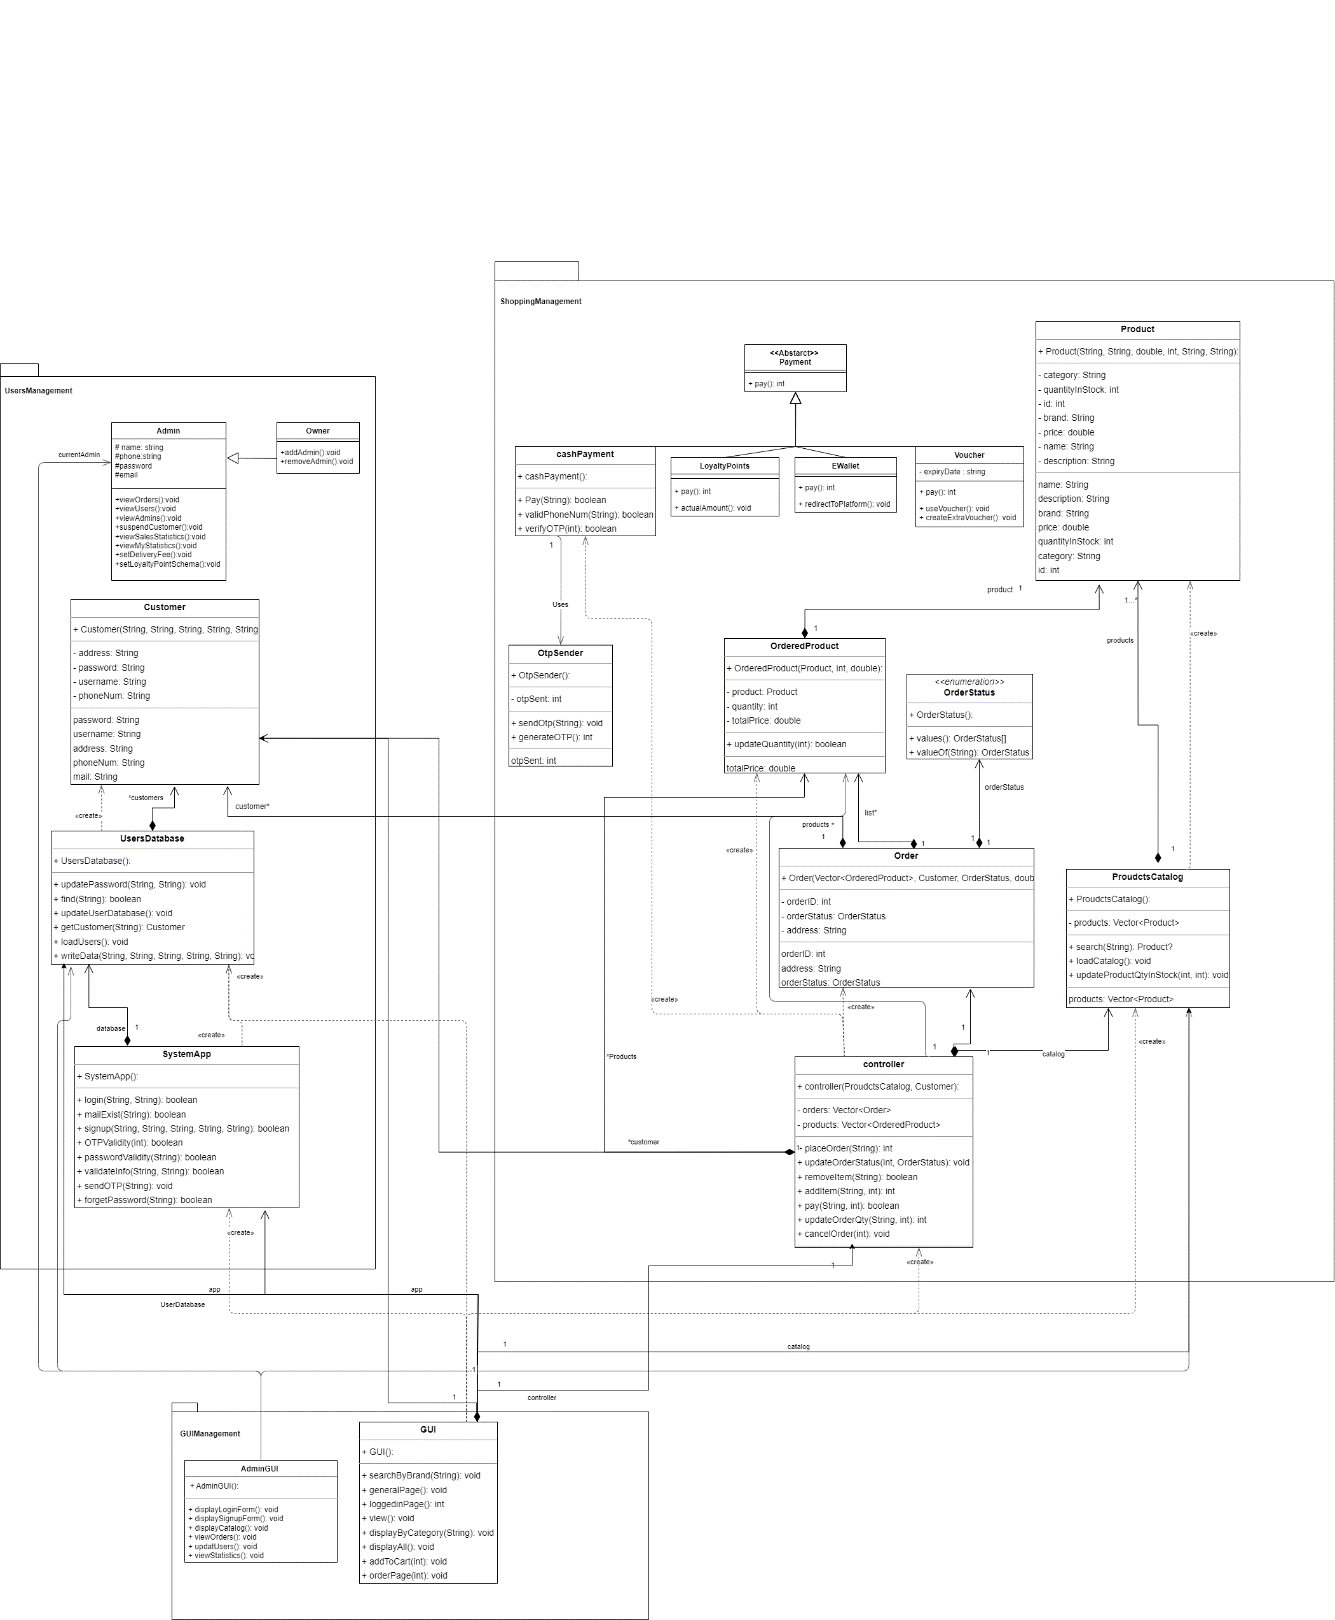 ShoppingManagement
Product
+ Product(String, String, double, int, String, String):
- category: String
- quantityInStock: int
- id: int
- brand: String
- price: double
- name: String
- description: String
name: String
description: String
brand: String
price: double
quantityInStock: int
category: String
id: int
<<Abstarct>>
Payment
+ pay(): int
UsersManagement
Admin
# name: string
#phone:string
#password
#email
+viewOrders():void
+viewUsers():void
+viewAdmins():void
+suspendCustomer():void
+viewSalesStatistics():void
+viewMyStatistics():void
+setDeliveryFee():void
+setLoyaltyPointSchema():void
Owner
+addAdmin():void
+removeAdmin():void
currentAdmin
cashPayment
+ cashPayment():
+ Pay(String): boolean
+ validPhoneNum(String): boolean
+ verifyOTP(int): boolean
LoyaltyPoints
+ pay(): int
+ actualAmount(): void
EWallet
+ pay(): int
+ redirectToPlatform(): void
Voucher
- expiryDate : string
+ pay(): int
+ useVoucher(): void
+ createExtraVoucher(): void
1
Uses
product
1
1...*
products
«create»
Customer
+ Customer(String, String, String, String, String
- address: String
- password: String
- username: String
- phoneNum: String
password: String
username: String
address: String
phoneNum: String
mail: String
OtpSender
+ OtpSender():
- otpSent: int
+ sendOtp(String): void
+ generateOTP(): int
otpSent: int
1
OrderedProduct
+ OrderedProduct(Product, int, double):
- product: Product
- quantity: int
- totalPrice: double
+ updateQuantity(int): boolean
totalPrice: double
<<enumeration>>
OrderStatus
+ OrderStatus():
+ values(): OrderStatus[]
+ valueOf(String): OrderStatus
orderStatus
*customers
«create»
customer*
products *
list*
1
1
1
1
«create»
UsersDatabase
+ UsersDatabase():
+ updatePassword(String, String): void
+ find(String): boolean
+ updateUserDatabase(): void
+ getCustomer(String): Customer
+ loadUsers(): void
+ writeData(String, String, String, String, String): vo
Order
+ Order(Vector<OrderedProduct>, Customer, OrderStatus, doub
- orderID: int
- orderStatus: OrderStatus
- address: String
orderID: int
address: String
orderStatus: OrderStatus
ProudctsCatalog
+ ProudctsCatalog():
- products: Vector<Product>
+ search(String): Product?
+ loadCatalog(): void
+ updateProductQtyInStock(int, int): void
products: Vector<Product>
«create»
«create»
«create»
database
1
«create»
1
1
1
catalog
«create»
*Products
SystemApp
+ SystemApp():
+ login(String, String): boolean
+ mailExist(String): boolean
+ signup(String, String, String, String, String): boolean
+ OTPValidity(int): boolean
+ passwordValidity(String): boolean
+ validateInfo(String, String): boolean
+ sendOTP(String): void
+ forgetPassword(String): boolean
controller
+ controller(ProudctsCatalog, Customer):
- orders: Vector<Order>
- products: Vector<OrderedProduct>
+ placeOrder(String): int
+ updateOrderStatus(int, OrderStatus): void
+ removeItem(String): boolean
+ addItem(String, int): int
+ pay(String, int): boolean
+ updateOrderQty(String, int): int
+ cancelOrder(int): void
*customer
1
«create»
1
«create»
app
app
UserDatabase
1
catalog
1
1
1
controller
GUIManagement
AdminGUI
+ AdminGUI():
+ displayLoginForm(): void
+ displaySignupForm(): void
+ displayCatalog(): void
+ viewOrders(): void
+ updatUsers(): void
+ viewStatistics(): void
GUI
+ GUI():
+ searchByBrand(String): void
+ generalPage(): void
+ loggedinPage(): int
+ view(): void
+ displayByCategory(String): void
+ displayAll(): void
+ addToCart(int): void
+ orderPage(int): void